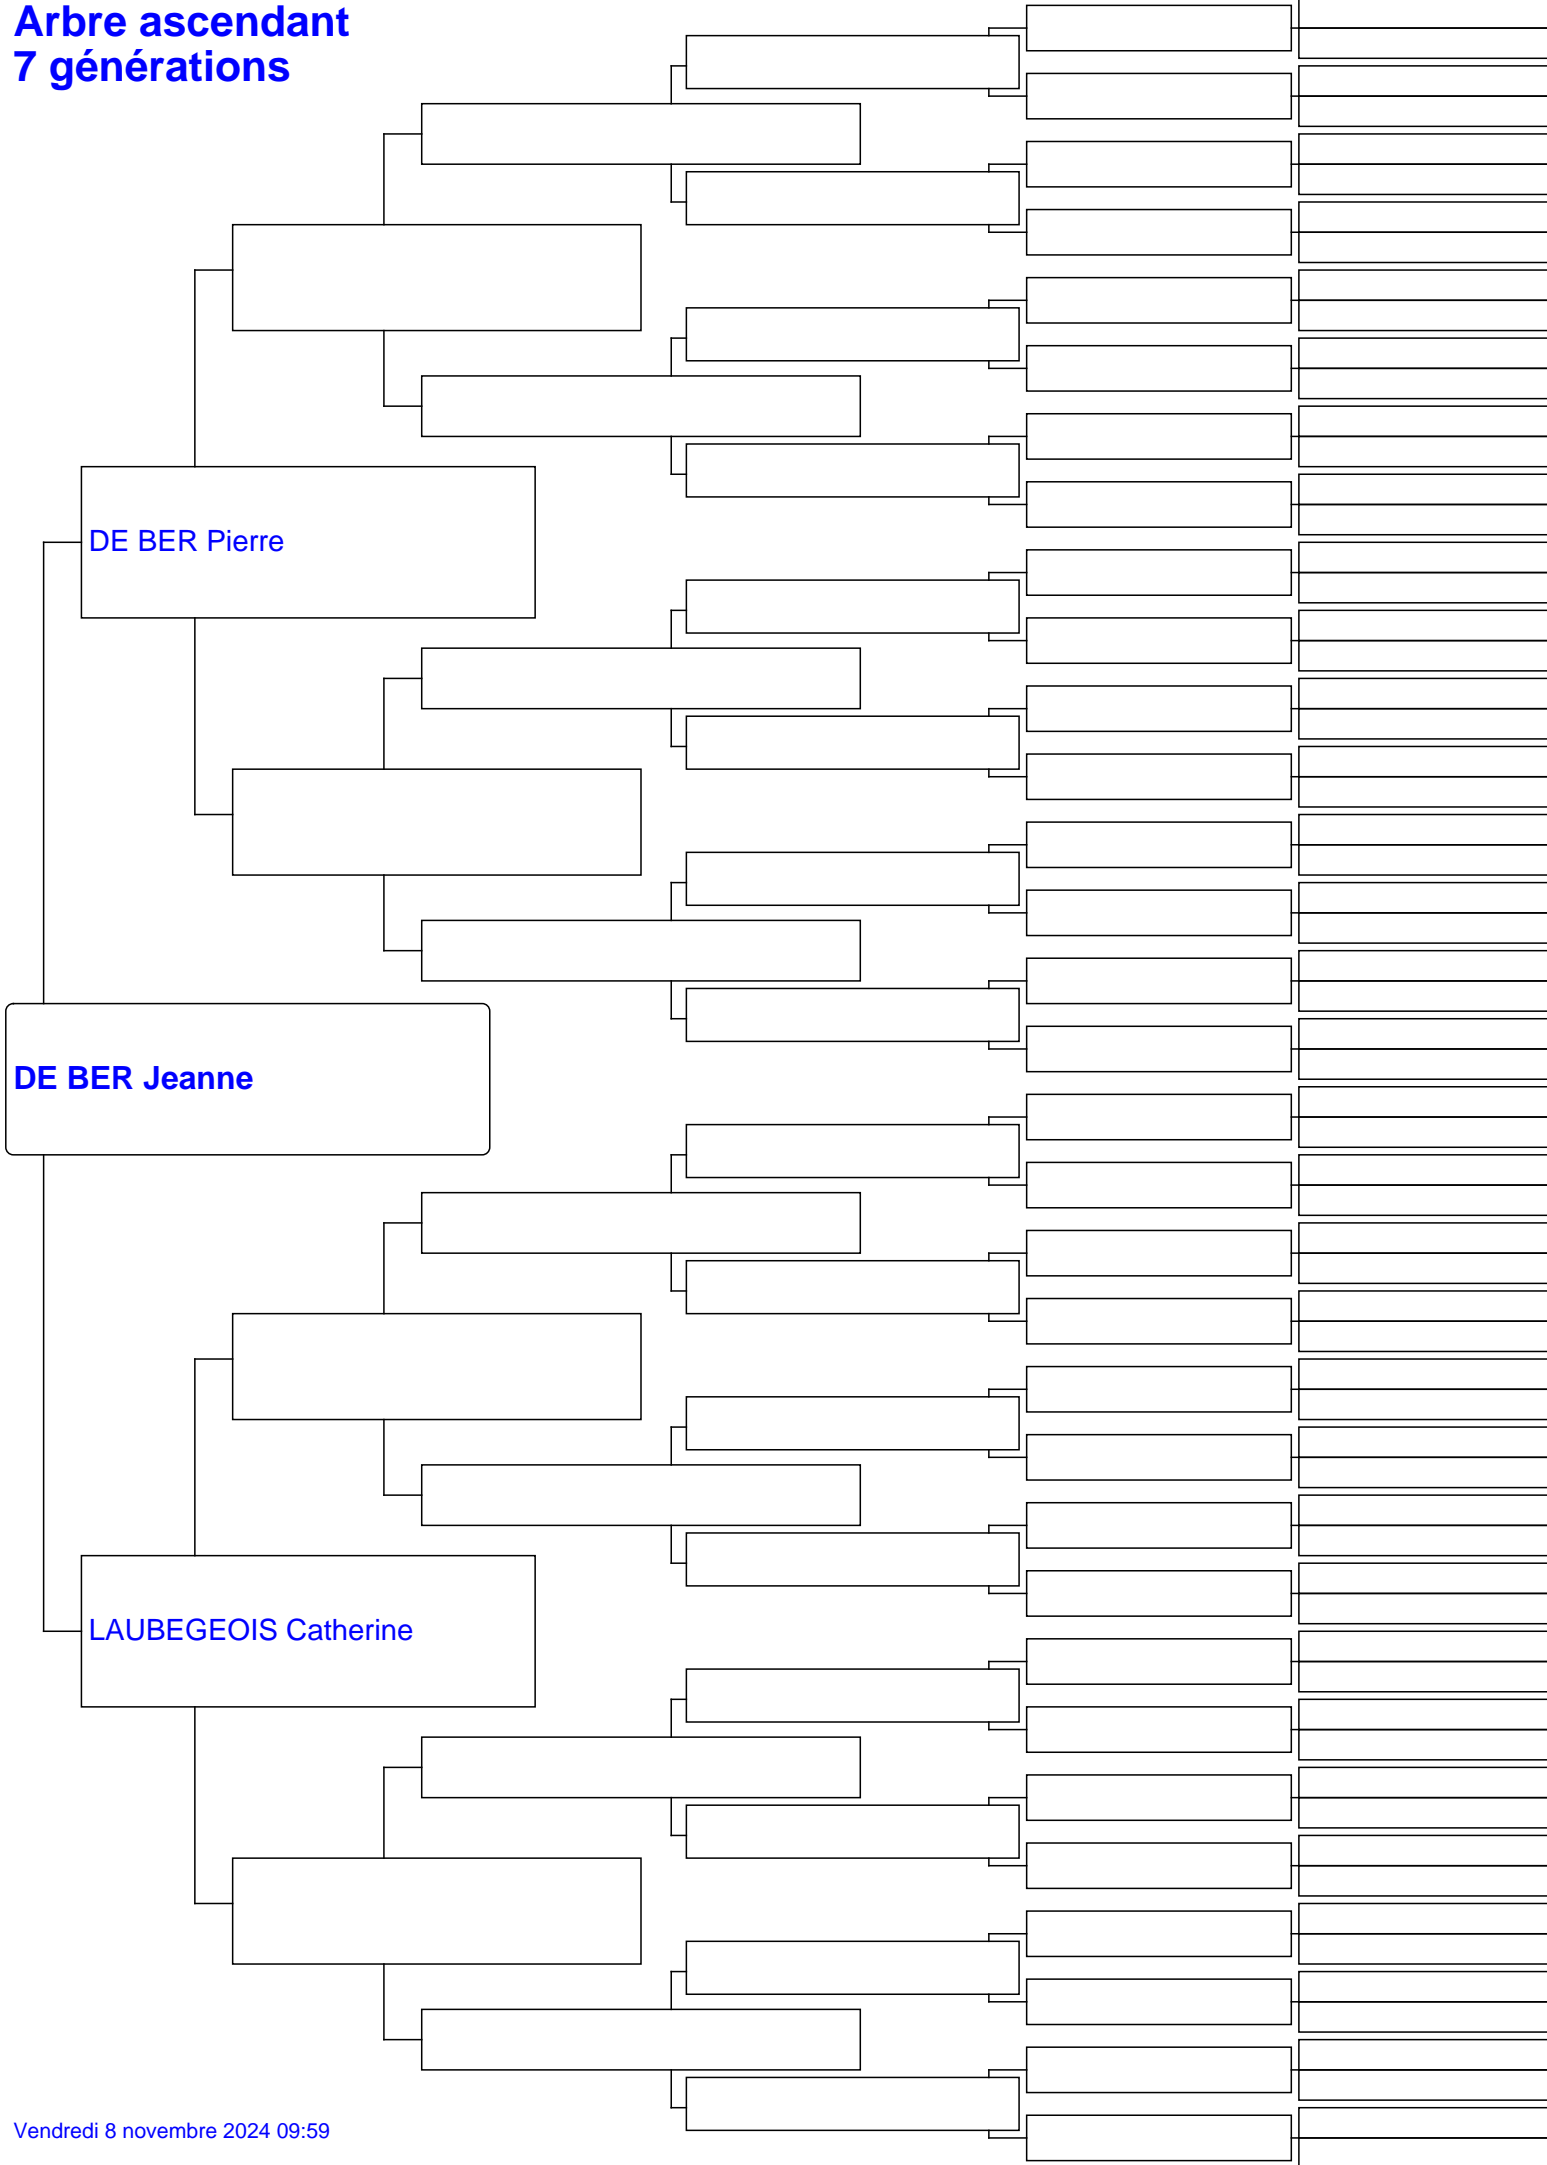 Arbre ascendant
7 générations
DE BER Pierre
DE BER Jeanne
LAUBEGEOIS Catherine
Vendredi 8 novembre 2024 09:59